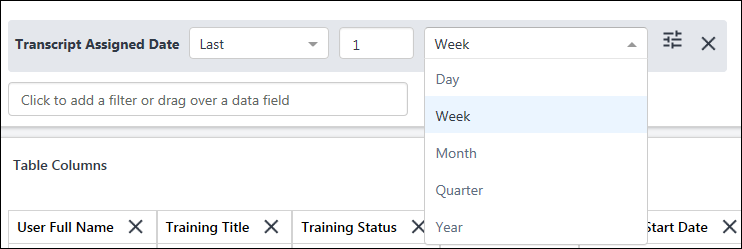 Transcript Assigned Date Last 1 Week
Day
Click to add a filter or drag over a data field
Week
Month
Table Columns
Quarter
User Full Name Training Title Training Status Year Start Date